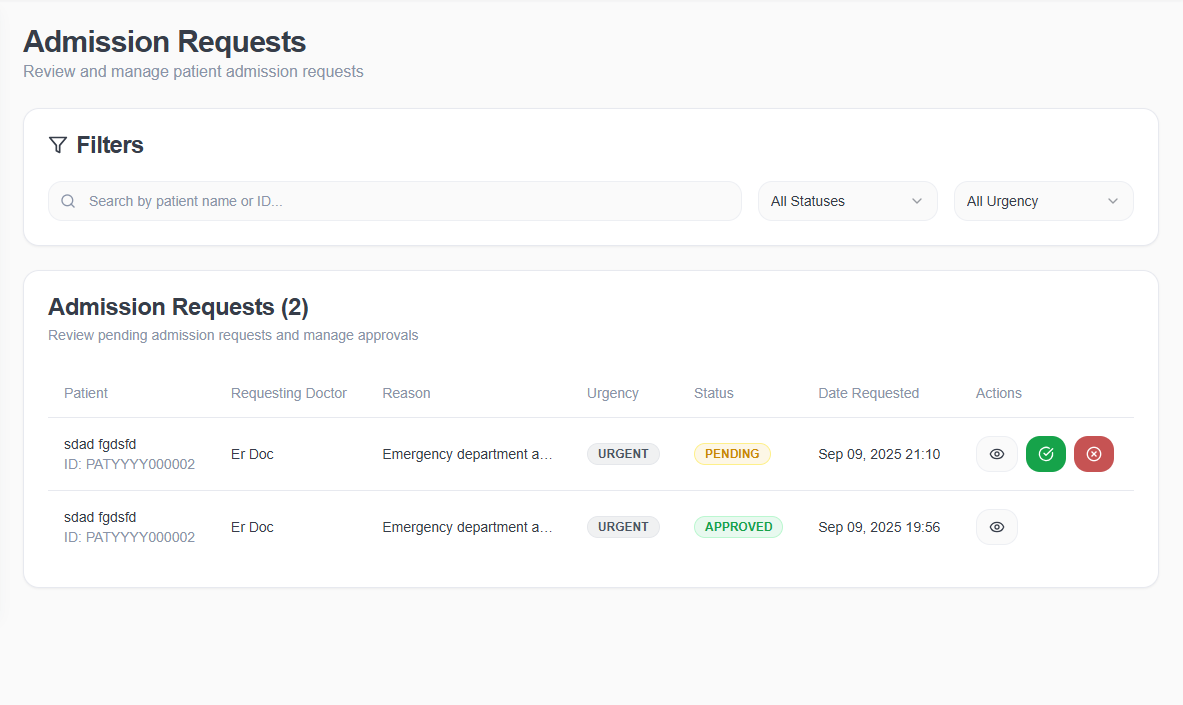 Admission Requests
Review and manage patient admission requests
Filters
Search by patient name or ID...
All Statuses
All Urgency
Admission Requests (2)
Review pending admission requests and manage approvals
Patient Requesting Doctor Reason Urgency Status Date Requested Actions
sdad fgdsfd
ID: PATYYYY000002
Er Doc Emergency department a... URGENT PENDING Sep 09, 2025 21:10
sdad fgdsfd
ID: PATYYYY000002
Er Doc Emergency department a... URGENT APPROVED Sep 09, 2025 19:56